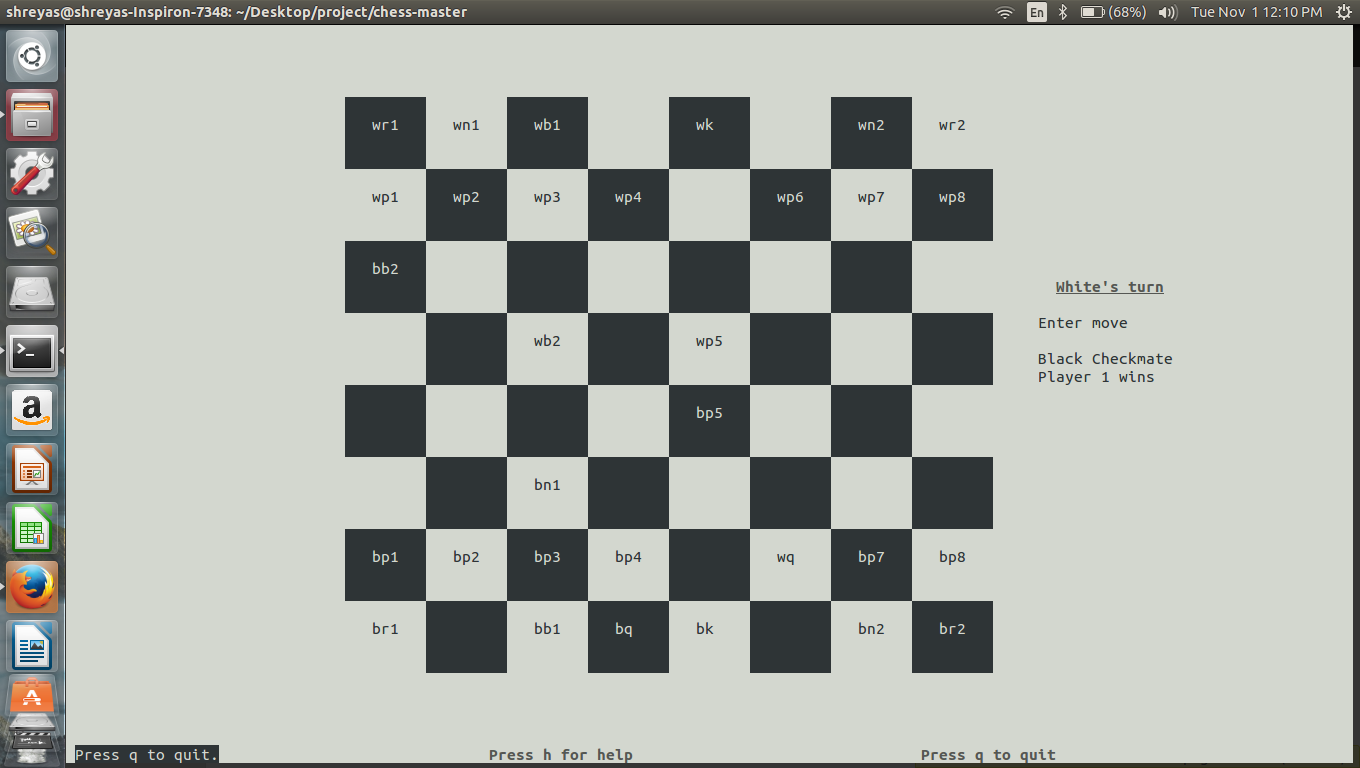 shreyas@shreyas-Inspiron-7348: ~/Desktop/project/chess-master En (68%) Tue Nov 1 12:10 PM
wr1 wn1 wb1 wk wn2 wr2
wp1 wp2 wp3 wp4 wp6 wp7 wp8
bb2
White's turn
Enter move
wb2 wp5
Black Checkmate
Player 1 wins
bp5
bn1
bp1 bp2 bp3 bp4 wq bp7 bp8
br1 bb1 bq bk bn2 br2
Press q to quit. Press h for help Press q to quit